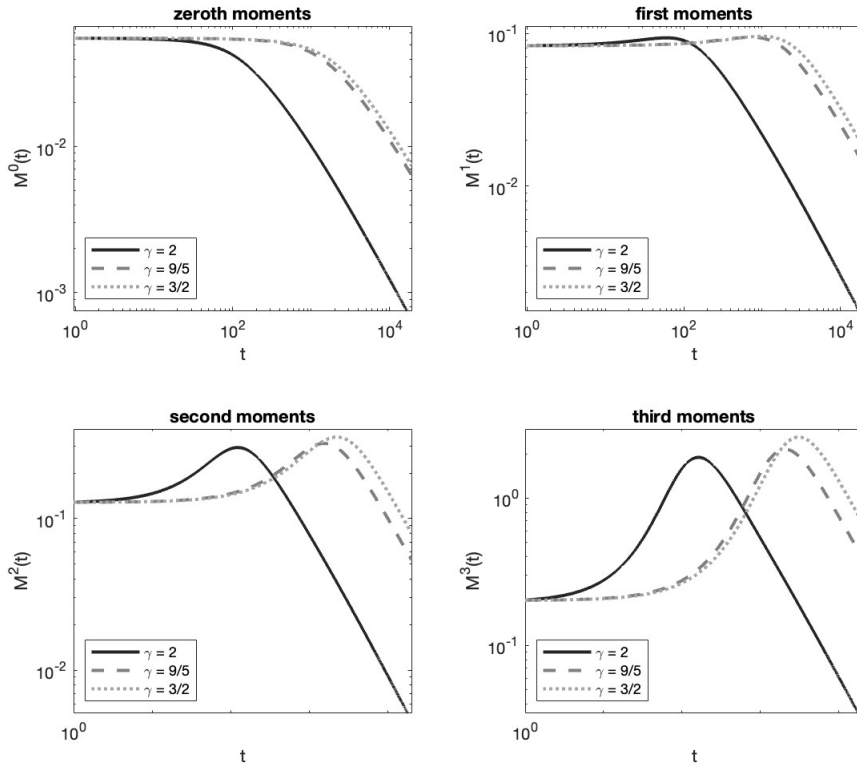 zeroth moments
M^0(t)
10^-2
10^-3
γ = 2
γ = 9/5
γ = 3/2
10^0
10^2
10^4
t
first moments
M^1(t)
10^-1
10^-2
γ = 2
γ = 9/5
γ = 3/2
10^0
10^2
10^4
t
second moments
M^2(t)
10^-1
10^-2
γ = 2
γ = 9/5
γ = 3/2
10^0
t
third moments
M^3(t)
10^0
10^-1
γ = 2
γ = 9/5
γ = 3/2
10^0
t